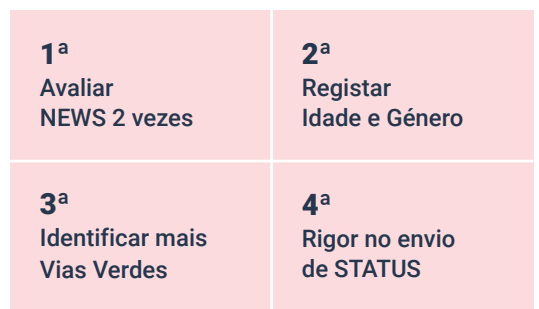 1ª
Avaliar
NEWS 2 vezes
2ª
Registar
Idade e Género
3ª
Identificar mais
Vias Verdes
4ª
Rigor no envio
de STATUS